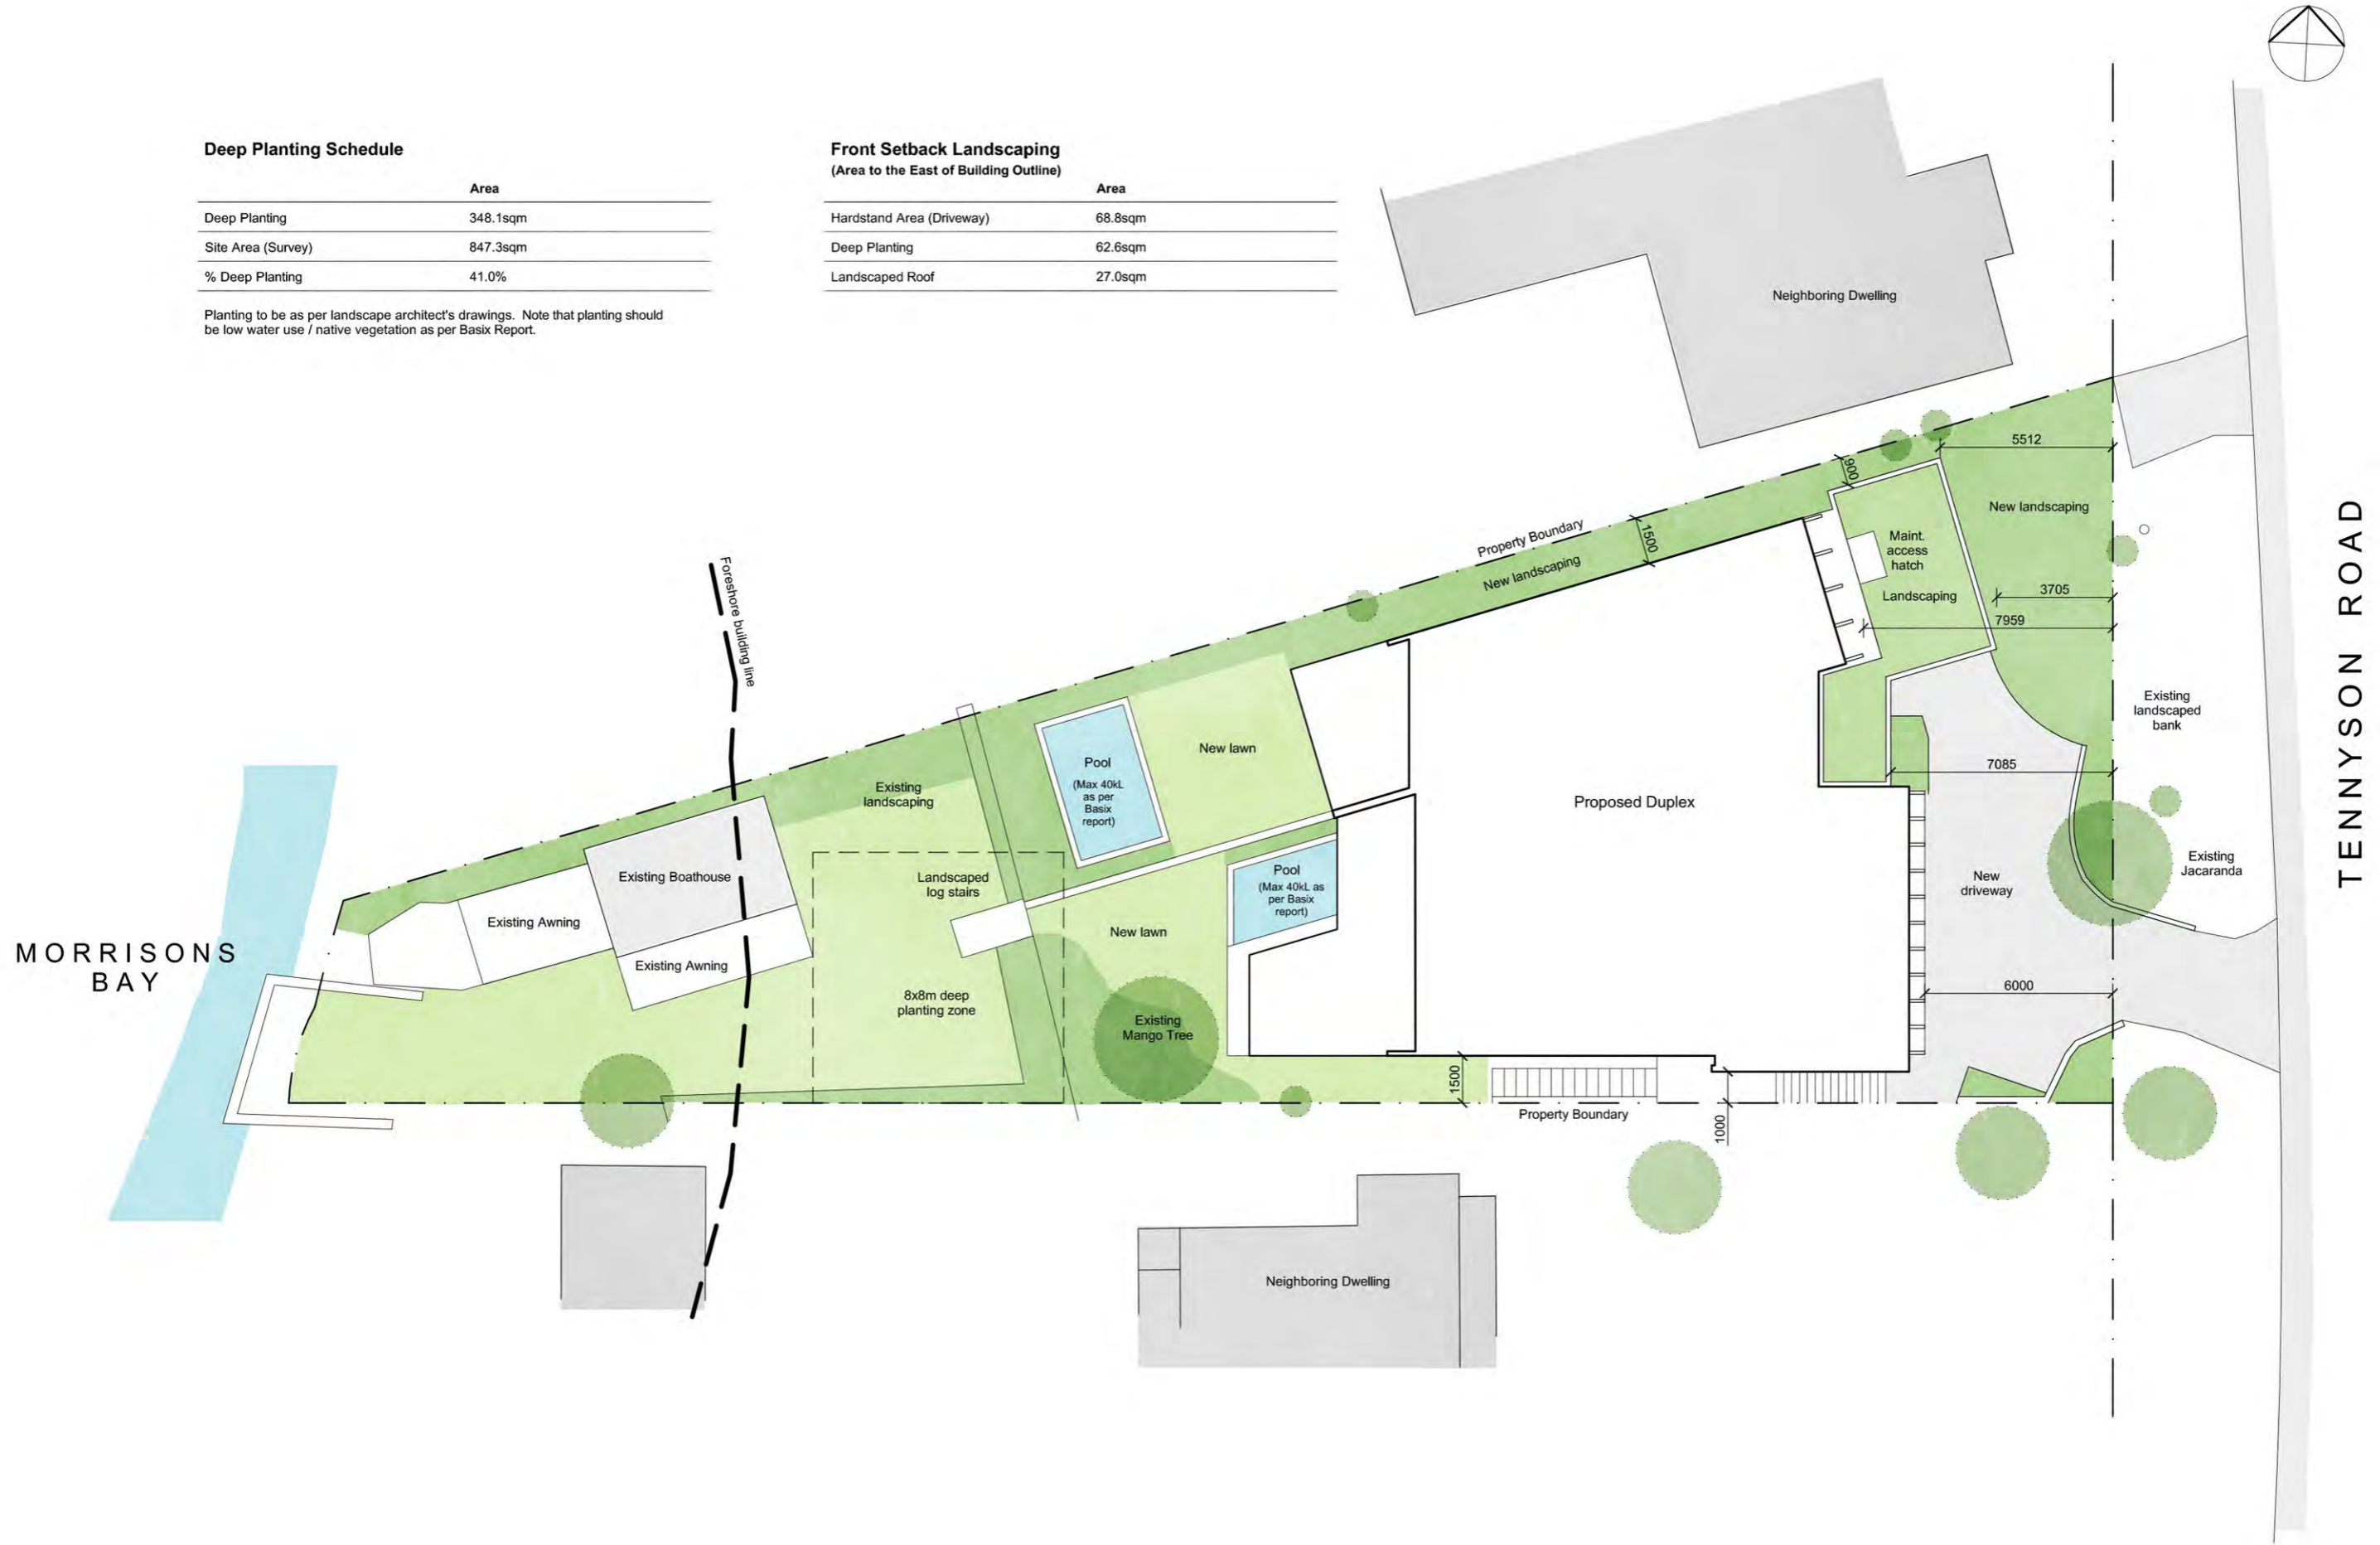 Deep Planting Schedule
Area
Deep Planting 348.1sqm
Site Area (Survey) 847.3sqm
% Deep Planting 41.0%
Planting to be as per landscape architect's drawings. Note that planting should
be low water use / native vegetation as per Basix Report.
Front Setback Landscaping
(Area to the East of Building Outline)
Area
Hardstand Area (Driveway) 68.8sqm
Deep Planting 62.6sqm
Landscaped Roof 27.0sqm
Neighboring Dwelling
5512
900
New landscaping
Property Boundary
1500
New landscaping
Maint.
access
hatch
Landscaping
3705
7959
Foreshore building line
Existing
landscaped
bank
TENNYSON ROAD
New lawn
Pool
(Max 40kL
as per
Basix
report)
7085
Existing
landscaping
Proposed Duplex
Existing
Jacaranda
Existing Boathouse
Landscaped
log stairs
Pool
(Max 40kL as
per Basix
report)
New
driveway
Existing Awning
New lawn
MORRISONS
BAY
Existing Awning
6000
8x8m deep
planting zone
Existing
Mango Tree
1500
Property Boundary
1000
Neighboring Dwelling